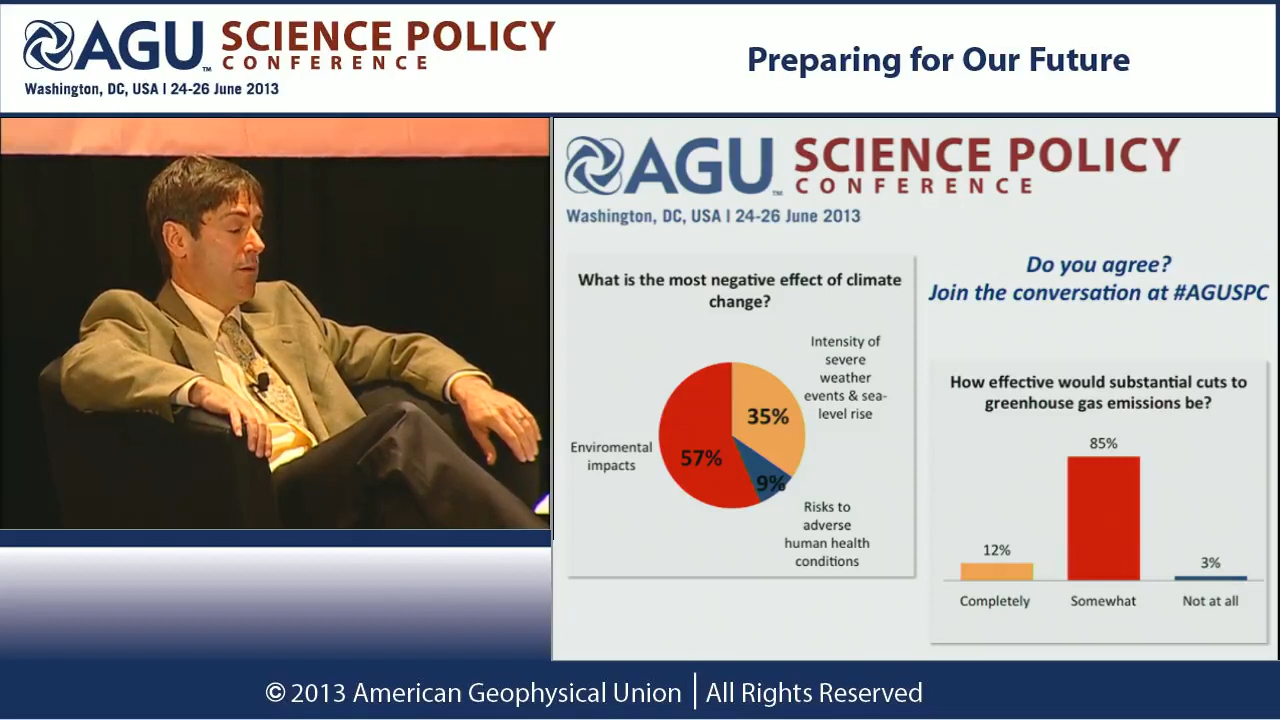 AGU SCIENCE POLICY
CONFERENCE
Washington, DC, USA | 24-26 June 2013
Preparing for Our Future
AGU SCIENCE POLICY
CONFERENCE
Washington, DC, USA | 24-26 June 2013
Do you agree?
Join the conversation at #AGUSPC
What is the most negative effect of climate
change?
Intensity of
severe
weather
events & sea-
level rise
35%
Enviromental
impacts
57%
9%
Risks to
adverse
human health
conditions
How effective would substantial cuts to
greenhouse gas emissions be?
85%
12%
3%
Completely
Somewhat
Not at all
© 2013 American Geophysical Union | All Rights Reserved